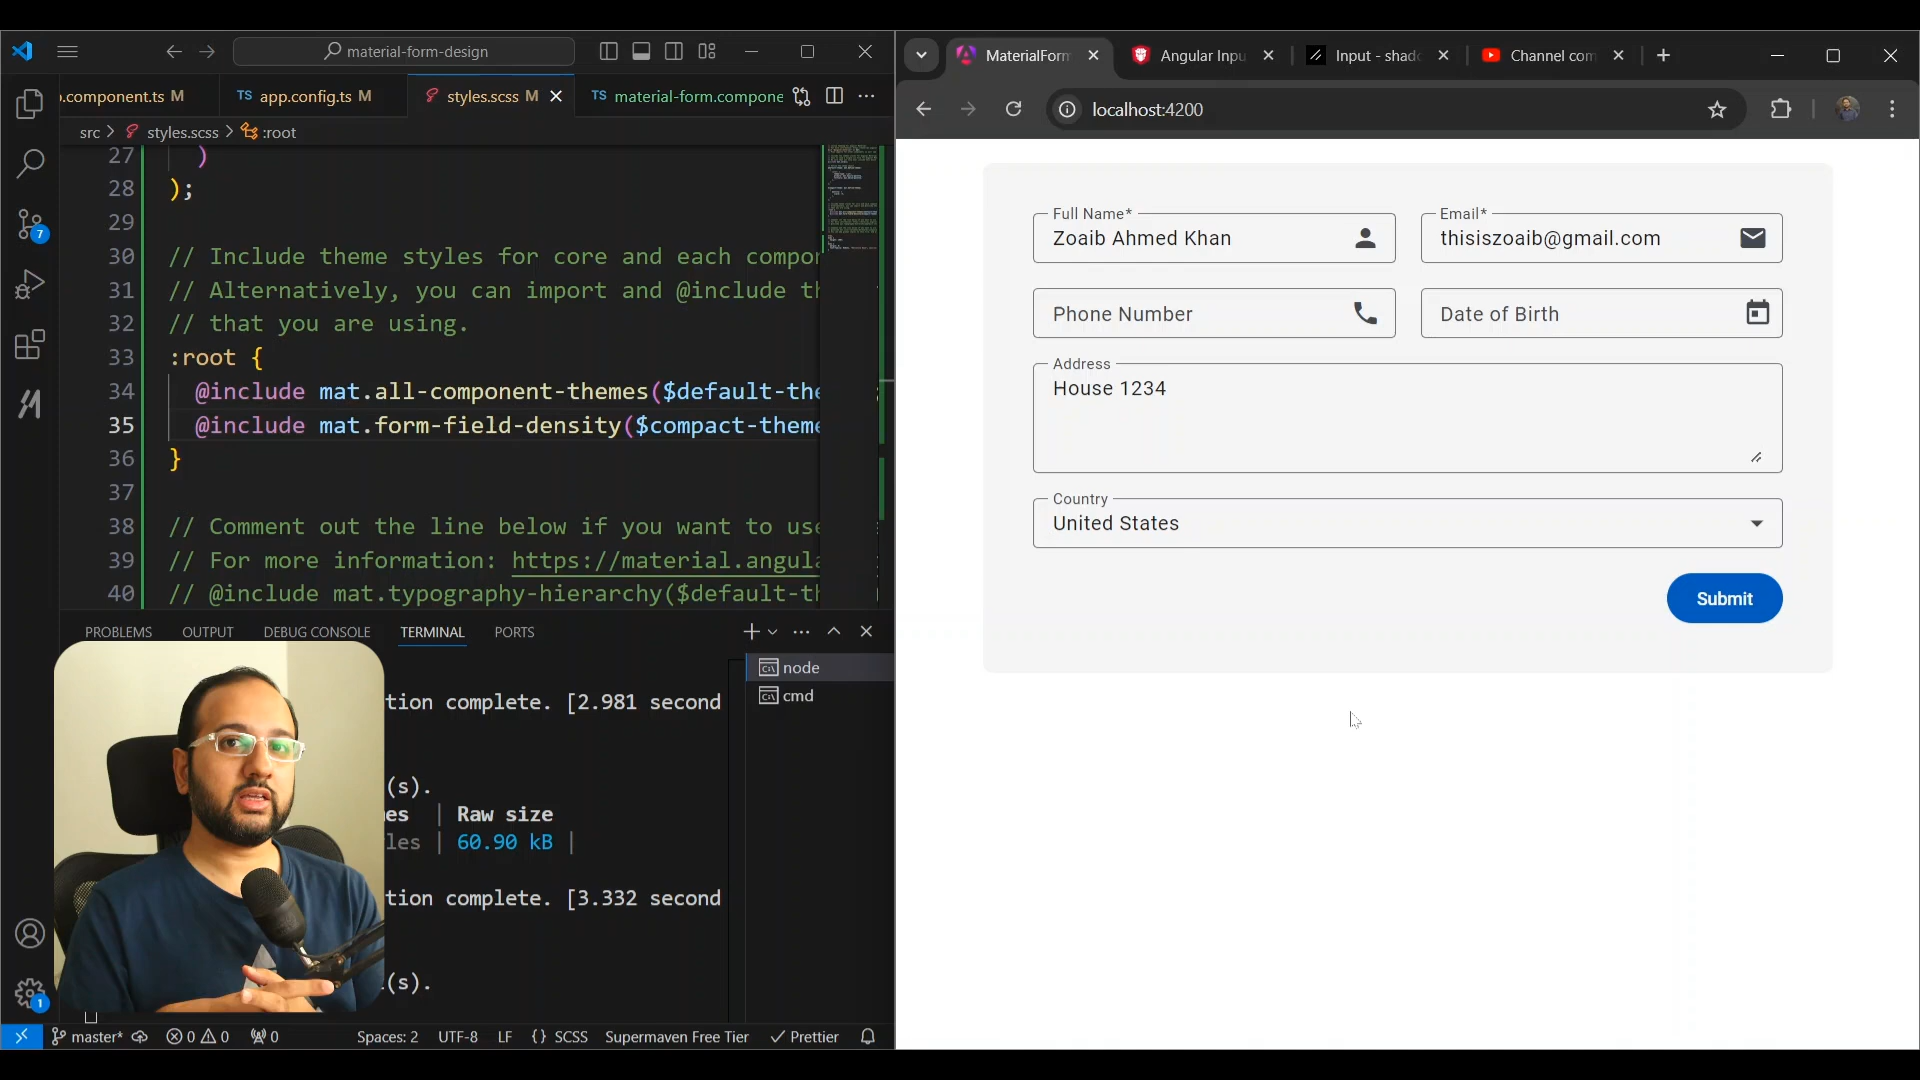 material-form-design
.component.ts M
TS app.config.ts M
styles.scss M
TS material-form.compone
src > styles.scss > :root
27 )
28 );
29
30 // Include theme styles for core and each compo
31 // Alternatively, you can import and @include th
32 // that you are using.
33 :root {
34 @include mat.all-component-themes($default-the
35 @include mat.form-field-density($compact-theme
36 }
37
38 // Comment out the line below if you want to use
39 // For more information: https://material.angula
40 // @include mat.typography-hierarchy($default-th
7
PROBLEMS OUTPUT DEBUG CONSOLE TERMINAL PORTS
node
cmd
tion complete. [2.981 second
(s).
es | Raw size
les | 60.90 kB |
tion complete. [3.332 second
(s).
1
master* 0 0 0 Spaces: 2 UTF-8 LF {} SCSS Supermaven Free Tier Prettier
MaterialForm
Angular Inpu
Input - shad
Channel com
localhost:4200
Full Name*
Zoaib Ahmed Khan
Email*
thisiszoaib@gmail.com
Phone Number
Date of Birth
Address
House 1234
Country
United States
Submit